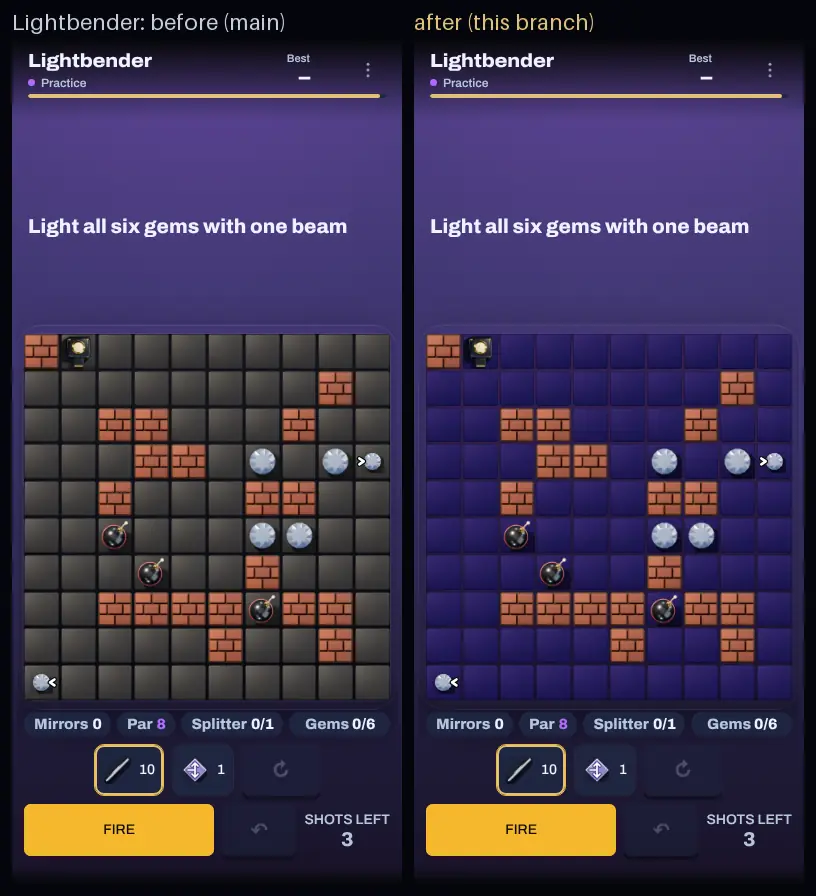 Lightbender: before (main)
Lightbender
Best
–
Practice
Light all six gems with one beam
Mirrors 0
Par 8
Splitter 0/1
Gems 0/6
10
1
FIRE
SHOTS LEFT
3
after (this branch)
Lightbender
Best
–
Practice
Light all six gems with one beam
Mirrors 0
Par 8
Splitter 0/1
Gems 0/6
10
1
FIRE
SHOTS LEFT
3